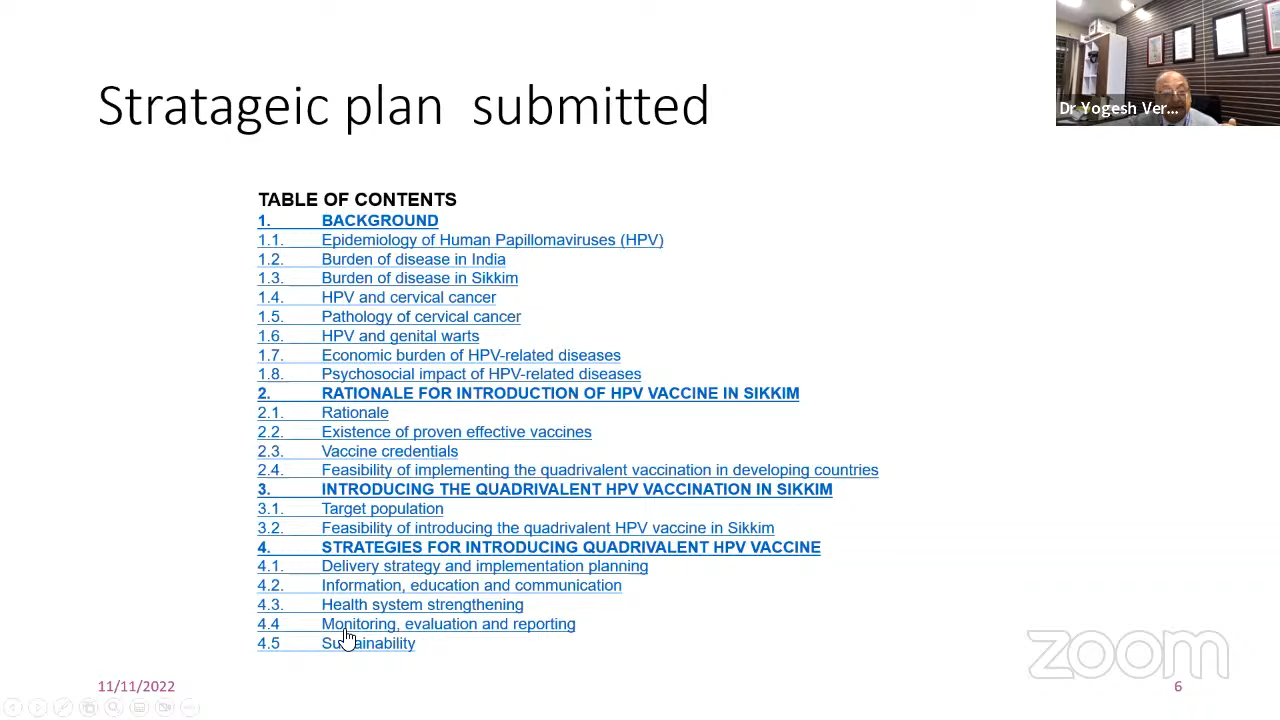 Stratageic plan submitted
Dr Yogesh Ver...
TABLE OF CONTENTS
1. BACKGROUND
1.1. Epidemiology of Human Papillomaviruses (HPV)
1.2. Burden of disease in India
1.3. Burden of disease in Sikkim
1.4. HPV and cervical cancer
1.5. Pathology of cervical cancer
1.6. HPV and genital warts
1.7. Economic burden of HPV-related diseases
1.8. Psychosocial impact of HPV-related diseases
2. RATIONALE FOR INTRODUCTION OF HPV VACCINE IN SIKKIM
2.1. Rationale
2.2. Existence of proven effective vaccines
2.3. Vaccine credentials
2.4. Feasibility of implementing the quadrivalent vaccination in developing countries
3. INTRODUCING THE QUADRIVALENT HPV VACCINATION IN SIKKIM
3.1. Target population
3.2. Feasibility of introducing the quadrivalent HPV vaccine in Sikkim
4. STRATEGIES FOR INTRODUCING QUADRIVALENT HPV VACCINE
4.1. Delivery strategy and implementation planning
4.2. Information, education and communication
4.3. Health system strengthening
4.4 Monitoring, evaluation and reporting
4.5 Sustainability
zoom
11/11/2022
6